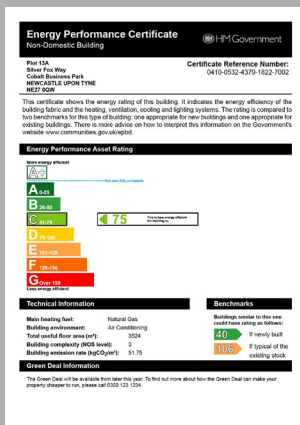 Energy Performance Certificate
Non-Domestic Building
HM Government
Plot 13A
Silver Fox Way
Cobalt Business Park
NEWCASTLE UPON TYNE
NE27 0QW
Certificate Reference Number:
0410-0532-4379-1822-7002
This certificate shows the energy rating of this building. It indicates the energy efficiency of the
building fabric and the heating, ventilation, cooling and lighting systems. The rating is compared to
two benchmarks for this type of building: one appropriate for new buildings and one appropriate for
existing buildings. There is more advice on how to interpret this information on the Government's
website www.communities.gov.uk/epbd.
Energy Performance Asset Rating
More energy efficient
A+
Net zero CO₂ emissions
A 0-25
B 26-50
C 51-75
75
This is how energy efficient
the building is.
D 76-100
E 101-125
F 126-150
G Over 150
Less energy efficient
Technical Information
Main heating fuel: Natural Gas
Building environment: Air Conditioning
Total useful floor area (m²): 3524
Building complexity (NOS level): 3
Building emission rate (kgCO₂/m²): 51.75
Benchmarks
Buildings similar to this one
could have rating as follows:
40 If newly built
106 If typical of the
existing stock
Green Deal Information
The Green Deal will be available from later this year. To find out more about how the Green Deal can make your
property cheaper to run, please call 0300 123 1234.